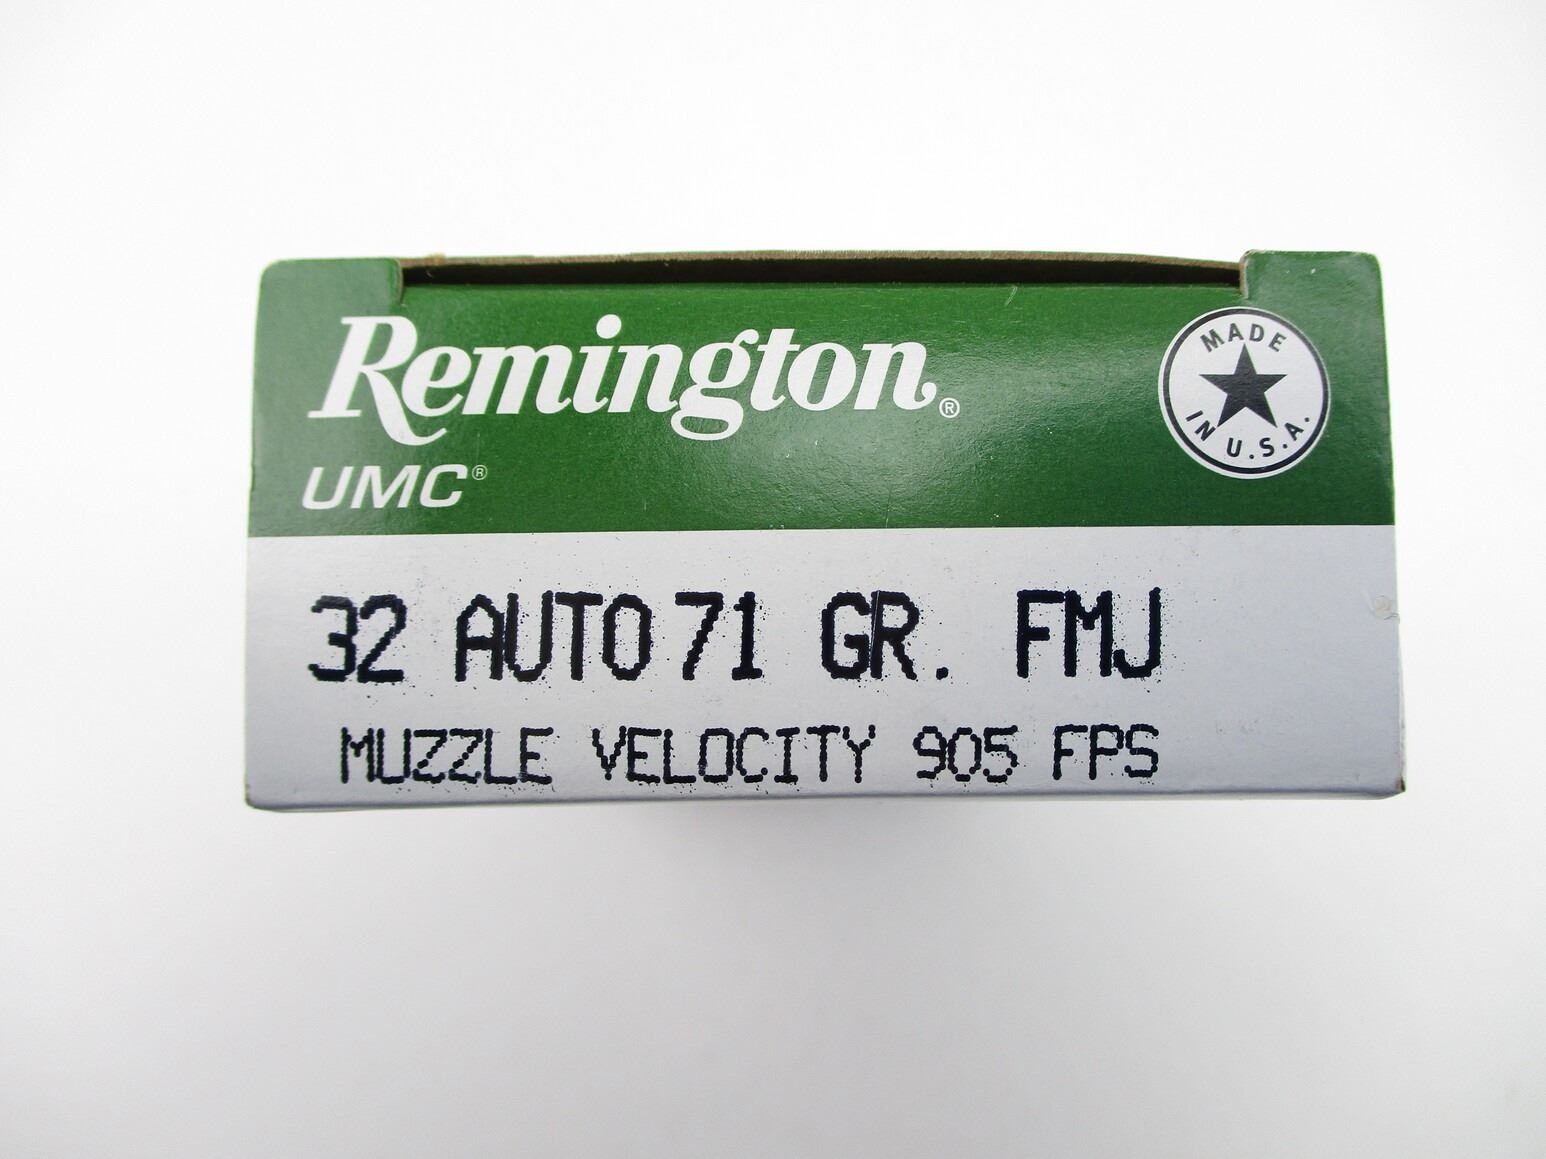 Remington®
UMC®
MADE
IN U.S.A.
32 AUTO 71 GR. FMJ
MUZZLE VELOCITY 905 FPS